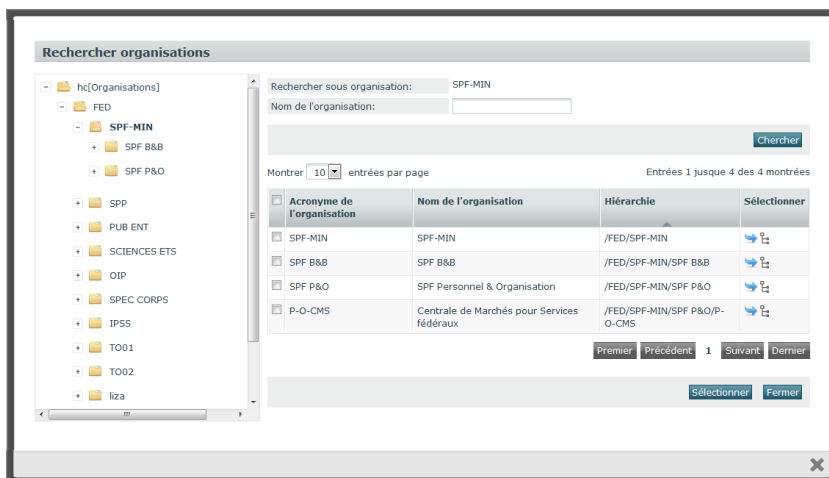 Rechercher organisations
hc[Organisations]
FED
SPF-MIN
SPF B&B
SPF P&O
SPP
PUB ENT
SCIENCES ETS
OIP
SPEC CORPS
IPSS
TO01
TO02
liza
Rechercher sous organisation: SPF-MIN
Nom de l'organisation:
Chercher
Montrer 10 entrées par page Entrées 1 jusque 4 des 4 montrées
Acronyme de l'organisation Nom de l'organisation Hiérarchie Sélectionner
SPF-MIN SPF-MIN /FED/SPF-MIN
SPF B&B SPF B&B /FED/SPF-MIN/SPF B&B
SPF P&O SPF Personnel & Organisation /FED/SPF-MIN/SPF P&O
P-O-CMS Centrale de Marchés pour Services fédéraux /FED/SPF-MIN/SPF P&O/P-O-CMS
Premier Précédent 1 Suivant Dernier
Sélectionner Fermer